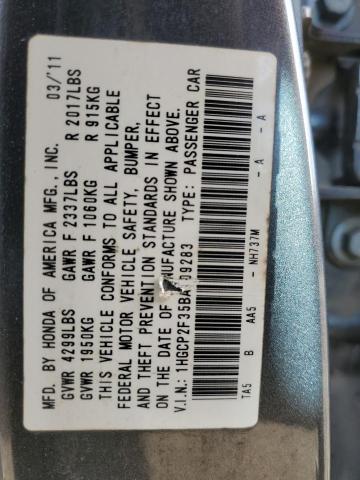 MFD. BY HONDA OF AMERICA MFG., INC. 03/'11
GVWR 4299LBS GAWR F 2337LBS R 2017LBS
GVWR 1950KG GAWR F 1060KG R 915KG
THIS VEHICLE CONFORMS TO ALL APPLICABLE
FEDERAL MOTOR VEHICLE SAFETY, BUMPER,
AND THEFT PREVENTION STANDARDS IN EFFECT
ON THE DATE OF MANUFACTURE SHOWN ABOVE.
V.I.N.: 1HGCP2F35BA 09283 TYPE: PASSENGER CAR
TA5 B AA5 - NH737M - A - A